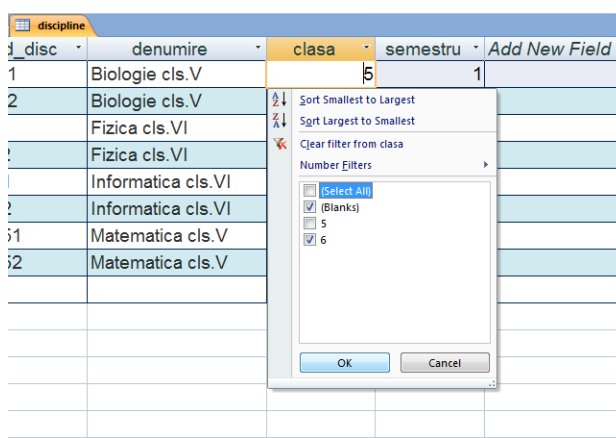 discipline
d_disc denumire clasa semestru Add New Field
1 Biologie cls.V 5 1
2 Biologie cls.V
Fizica cls.VI
Fizica cls.VI
Informatica cls.VI
2 Informatica cls.VI
51 Matematica cls.V
52 Matematica cls.V
Sort Smallest to Largest
Sort Largest to Smallest
Clear filter from clasa
Number Filters
(Select All)
(Blanks)
5
6
OK Cancel